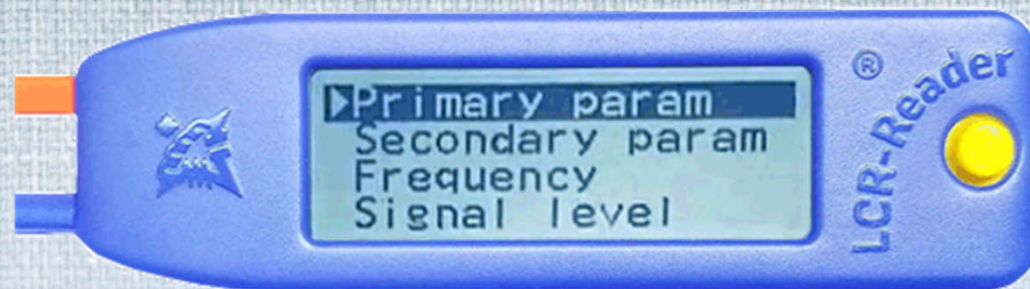 ▷Primary param
Secondary param
Frequency
Signal level
LCR-Reader®